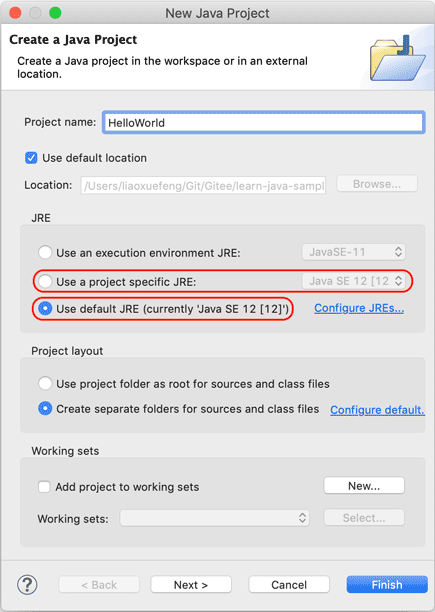 New Java Project
Create a Java Project
Create a Java project in the workspace or in an external
location.
Project name: HelloWorld
Use default location
Location: /Users/liaoxuefeng/Git/Gitee/learn-java-sampl Browse...
JRE
Use an execution environment JRE: JavaSE-11
Use a project specific JRE: Java SE 12 [12
Use default JRE (currently 'Java SE 12 [12]') Configure JREs...
Project layout
Use project folder as root for sources and class files
Create separate folders for sources and class files Configure default.
Working sets
Add project to working sets New...
Working sets: Select...
? < Back Next > Cancel Finish